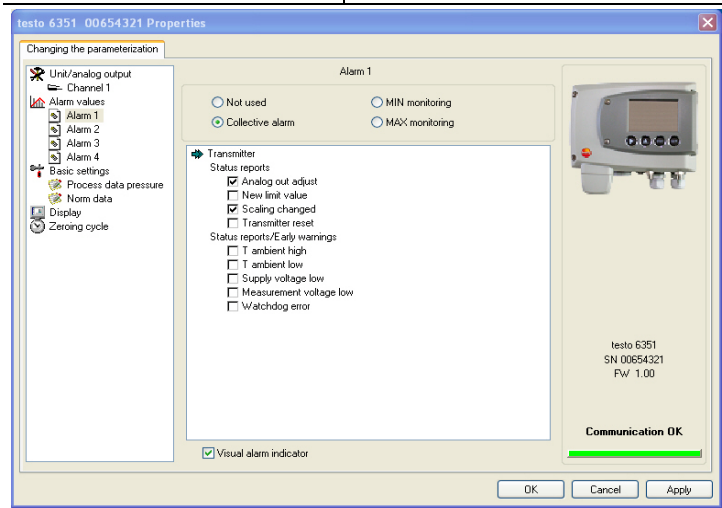 testo 6351 00654321 Properties
Changing the parameterization
Unit/analog output
Channel 1
Alarm values
Alarm 1
Alarm 2
Alarm 3
Alarm 4
Basic settings
Process data pressure
Norm data
Display
Zeroing cycle
Alarm 1
Not used
MIN monitoring
Collective alarm
MAX monitoring
Transmitter
Status reports
Analog out adjust
New limit value
Scaling changed
Transmitter reset
Status reports/Early warnings
T ambient high
T ambient low
Supply voltage low
Measurement voltage low
Watchdog error
Visual alarm indicator
testo 6351
SN 00654321
FW 1.00
Communication OK
OK
Cancel
Apply